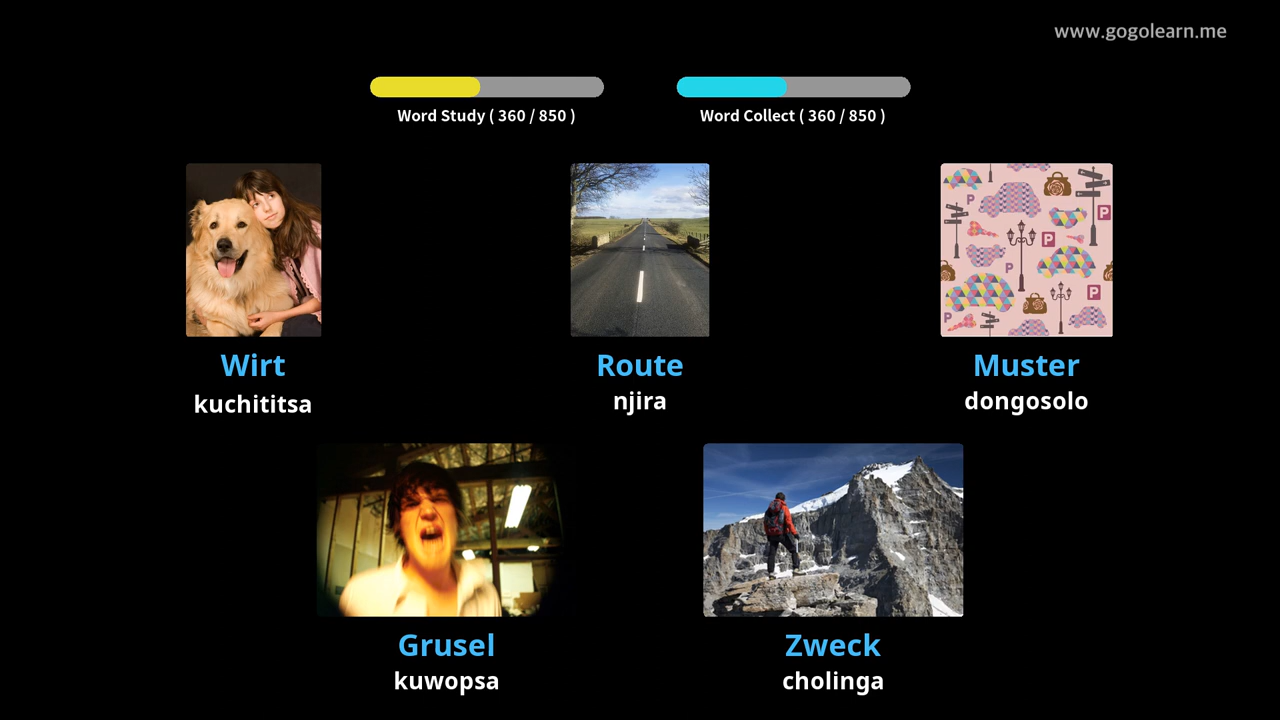 www.gogolearn.me
Word Study ( 360 / 850 )
Word Collect ( 360 / 850 )
Wirt
kuchititsa
Route
njira
Muster
dongosolo
P
P
P
P
P
P
Grusel
kuwopsa
Zweck
cholinga